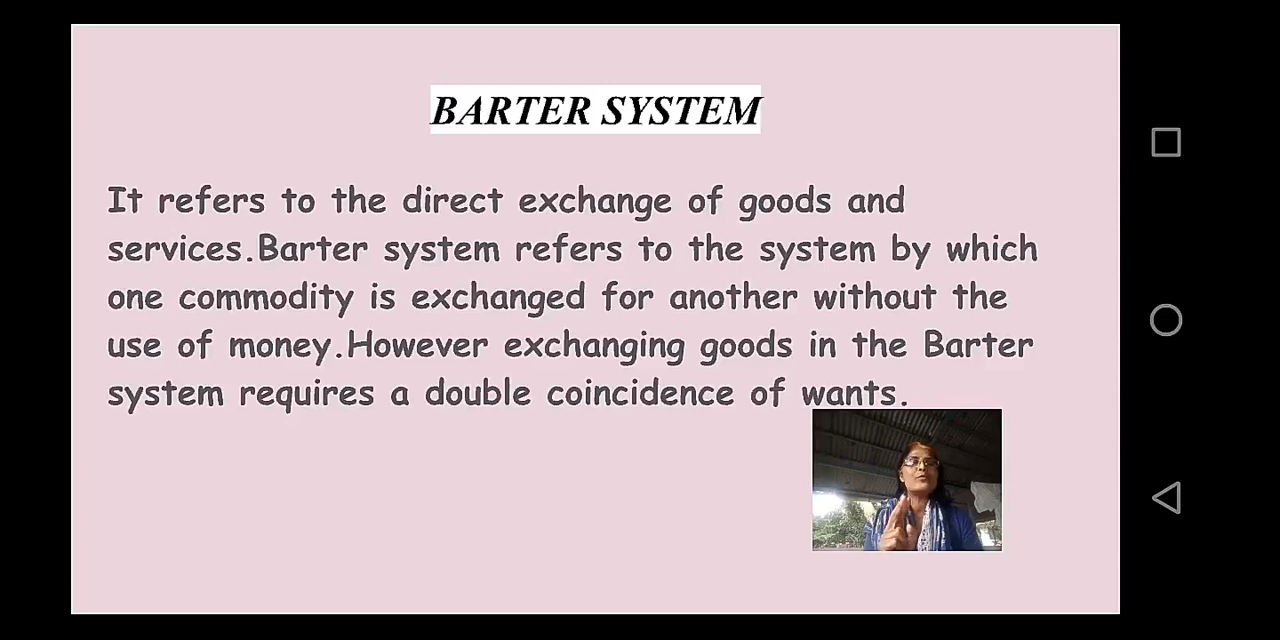 BARTER SYSTEM
It refers to the direct exchange of goods and
services.Barter system refers to the system by which
one commodity is exchanged for another without the
use of money.However exchanging goods in the Barter
system requires a double coincidence of wants.